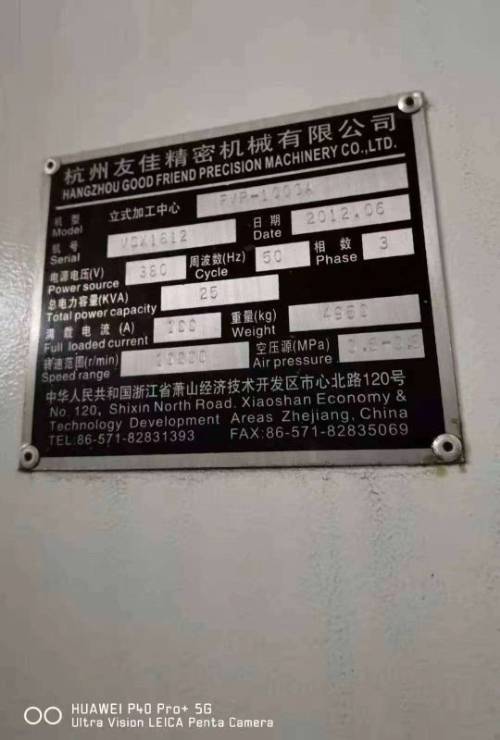 杭州友佳精密机械有限公司
HANGZHOU GOOD FRIEND PRECISION MACHINERY CO.,LTD.
机型 Model 立式加工中心
机号 Serial 日期 Date 2012.06
电源电压(V) Power source 380 周波数(Hz) Cycle 50 相数 Phase 3
总电力容量(KVA) Total power capacity 25
满载电流(A) Full loaded current 100 重量(kg) Weight
转速范围(r/min) Speed range 空压源(MPa) Air pressure
中华人民共和国浙江省萧山经济技术开发区市心北路120号
No. 120, Shixin North Road. Xiaoshan Economy &
Technology Development Areas Zhejiang, China
TEL:86-571-82831393 FAX:86-571-82835069
HUAWEI P40 Pro+ 5G
Ultra Vision LEICA Penta Camera